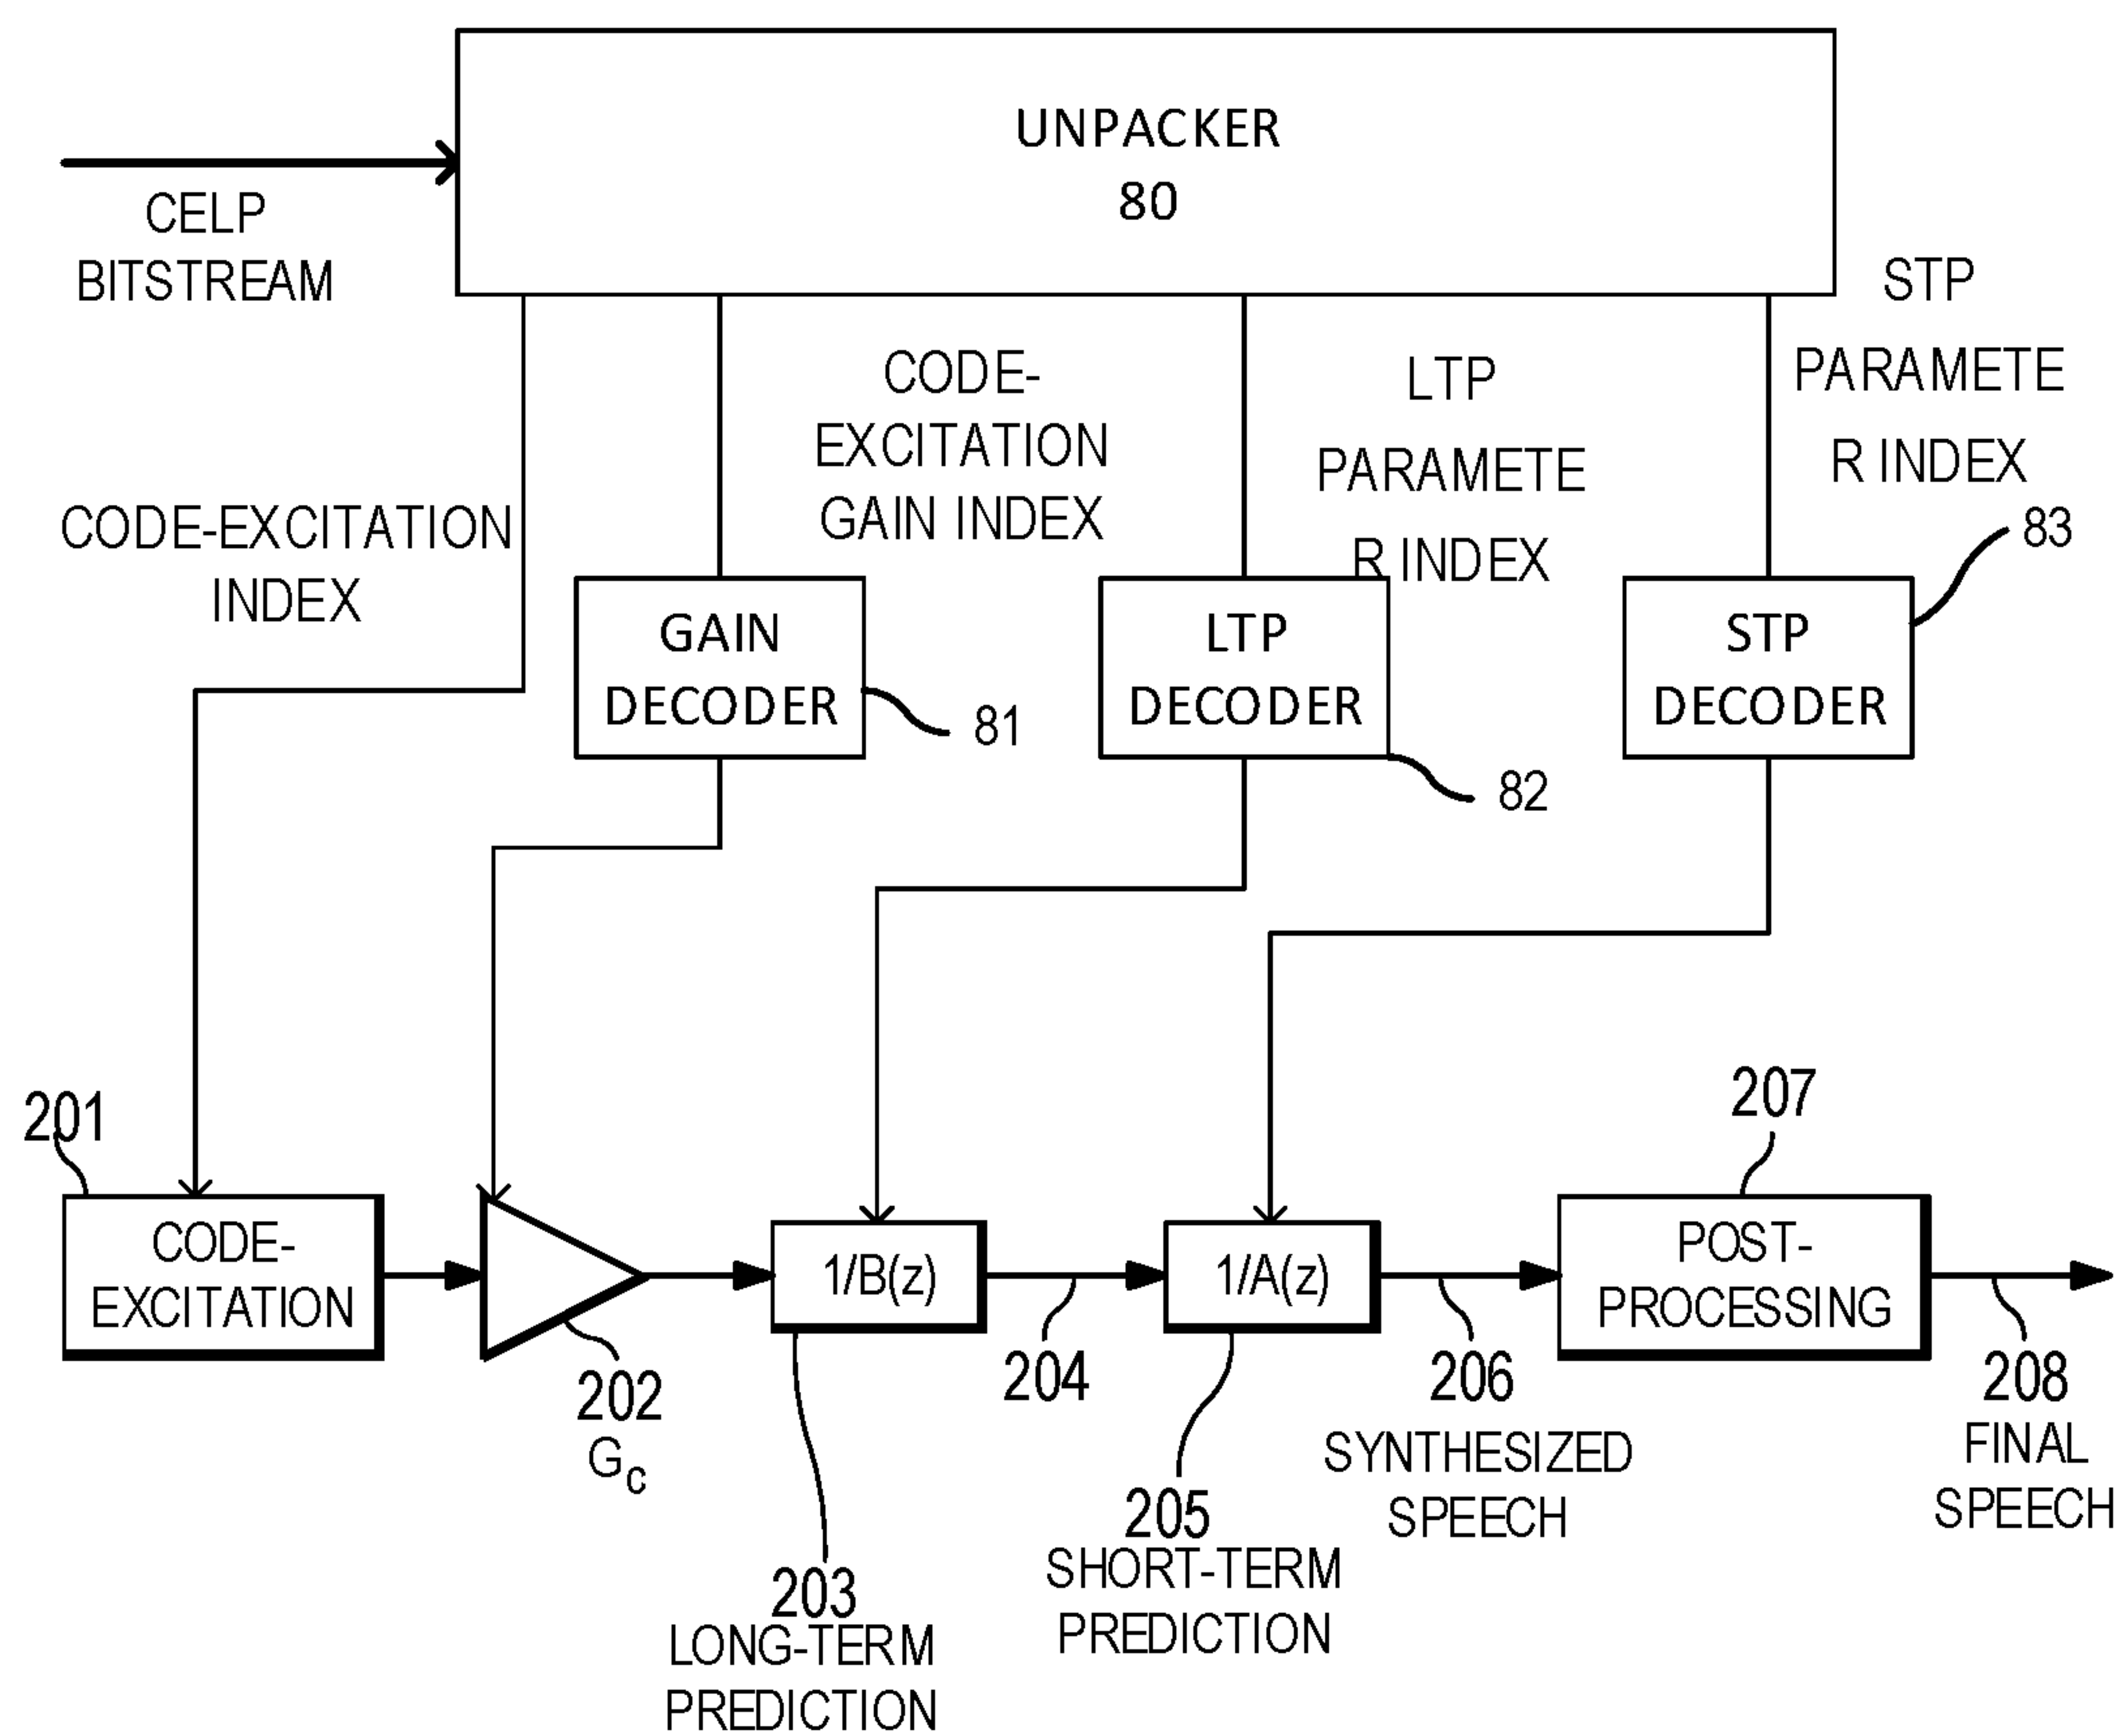 UNPACKER
80
CELP
BITSTREAM
STP
PARAMETE
R INDEX
CODE-
EXCITATION
GAIN INDEX
LTP
PARAMETE
R INDEX
CODE-EXCITATION
INDEX
83
GAIN
DECODER
81
LTP
DECODER
82
STP
DECODER
201
207
CODE-
EXCITATION
1/B(z)
1/A(z)
POST-
PROCESSING
202
Gc
204
206
SYNTHESIZED
SPEECH
208
FINAL
SPEECH
205
SHORT-TERM
PREDICTION
203
LONG-TERM
PREDICTION